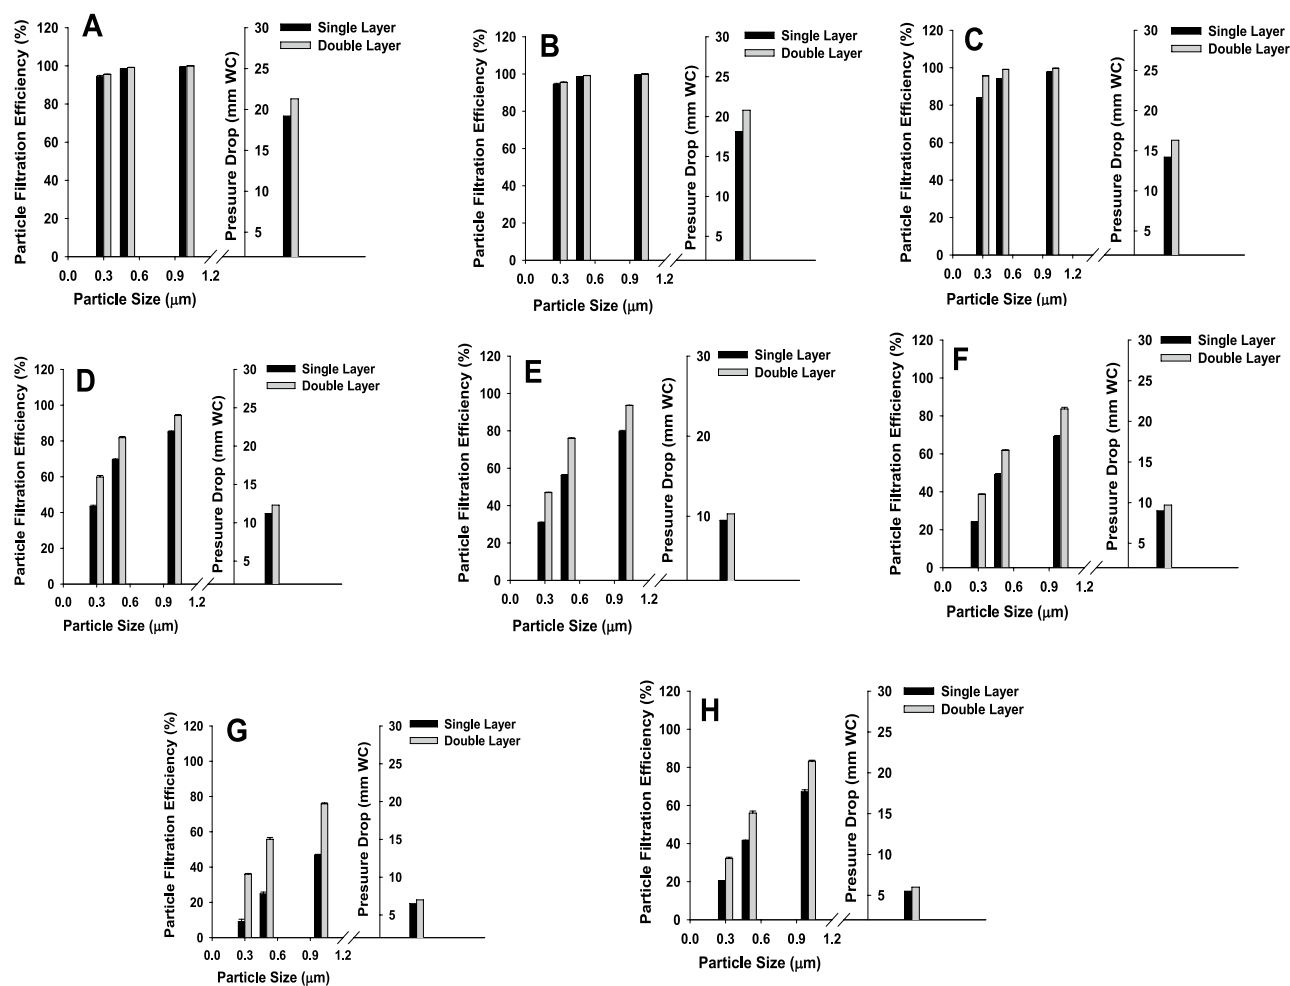 A
Single Layer
Double Layer
Particle Filtration Efficiency (%)
120
100
80
60
40
20
0
0.0 0.3 0.6 0.9 1.2
Particle Size (μm)
Presuure Drop (mm WC)
30
25
20
15
10
5
B
Single Layer
Double Layer
Particle Filtration Efficiency (%)
120
100
80
60
40
20
0
0.0 0.3 0.6 0.9 1.2
Particle Size (μm)
Presuure Drop (mm WC)
30
25
20
15
10
5
C
Single Layer
Double Layer
Particle Filtration Efficiency (%)
120
100
80
60
40
20
0
0.0 0.3 0.6 0.9 1.2
Particle Size (μm)
Presuure Drop (mm WC)
30
25
20
15
10
5
D
Single Layer
Double Layer
Particle Filtration Efficiency (%)
120
100
80
60
40
20
0
0.0 0.3 0.6 0.9 1.2
Particle Size (μm)
Presuure Drop (mm WC)
30
25
20
15
10
5
E
Single Layer
Double Layer
Particle Filtration Efficiency (%)
120
100
80
60
40
20
0
0.0 0.3 0.6 0.9 1.2
Particle Size (μm)
Presuure Drop (mm WC)
30
20
10
F
Single Layer
Double Layer
Particle Filtration Efficiency (%)
120
100
80
60
40
20
0
0.0 0.3 0.6 0.9 1.2
Particle Size (μm)
Presuure Drop (mm WC)
30
25
20
15
10
5
G
Single Layer
Double Layer
Particle Filtration Efficiency (%)
120
100
80
60
40
20
0
0.0 0.3 0.6 0.9 1.2
Particle Size (μm)
Presuure Drop (mm WC)
30
25
20
15
10
5
H
Single Layer
Double Layer
Particle Filtration Efficiency (%)
120
100
80
60
40
20
0
0.0 0.3 0.6 0.9 1.2
Particle Size (μm)
Presuure Drop (mm WC)
30
25
20
15
10
5